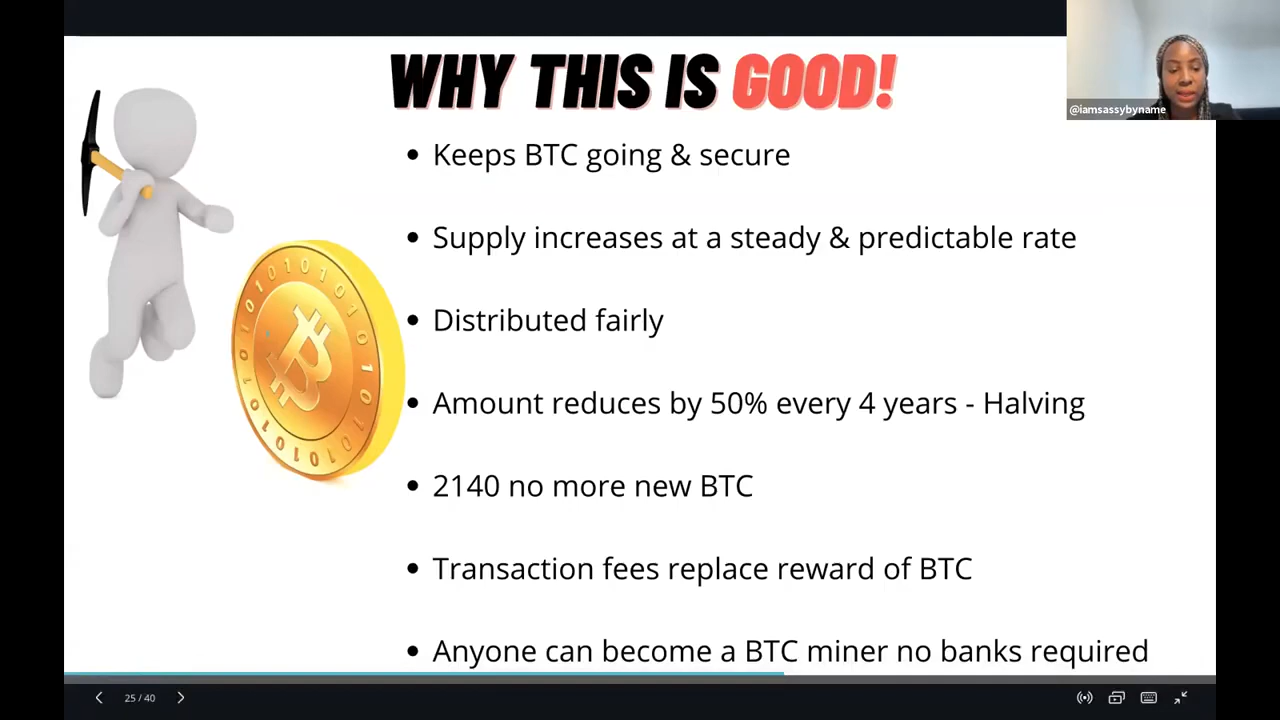 WHY THIS IS GOOD!
@iamsassybyname
• Keeps BTC going & secure
• Supply increases at a steady & predictable rate
• Distributed fairly
• Amount reduces by 50% every 4 years - Halving
• 2140 no more new BTC
• Transaction fees replace reward of BTC
• Anyone can become a BTC miner no banks required
25 / 40